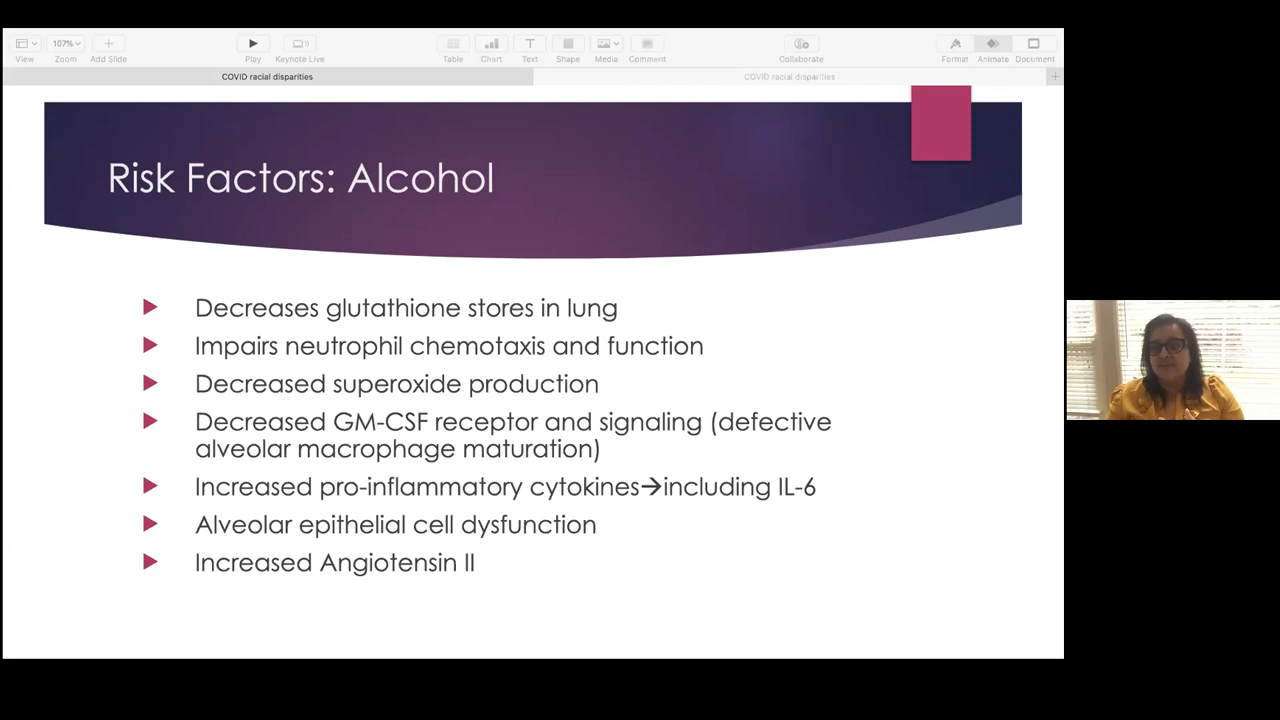 107%
View
Zoom
Add Slide
Play
Keynote Live
Table
Chart
Text
Shape
Media
Comment
Collaborate
Format
Animate
Document
COVID racial disparities
COVID racial disparities
Risk Factors: Alcohol
Decreases glutathione stores in lung
Impairs neutrophil chemotaxis and function
Decreased superoxide production
Decreased GM-CSF receptor and signaling (defective
alveolar macrophage maturation)
Increased pro-inflammatory cytokines→including IL-6
Alveolar epithelial cell dysfunction
Increased Angiotensin II